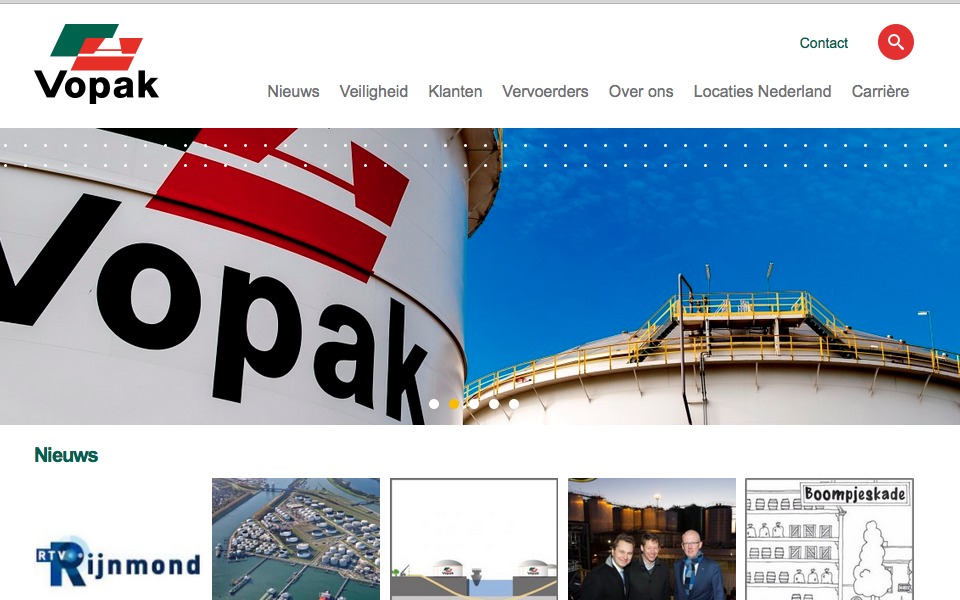 Vopak
Contact
Nieuws Veiligheid Klanten Vervoerders Over ons Locaties Nederland Carrière
Vopak
Nieuws
RTV Rijnmond
Boompjeskade